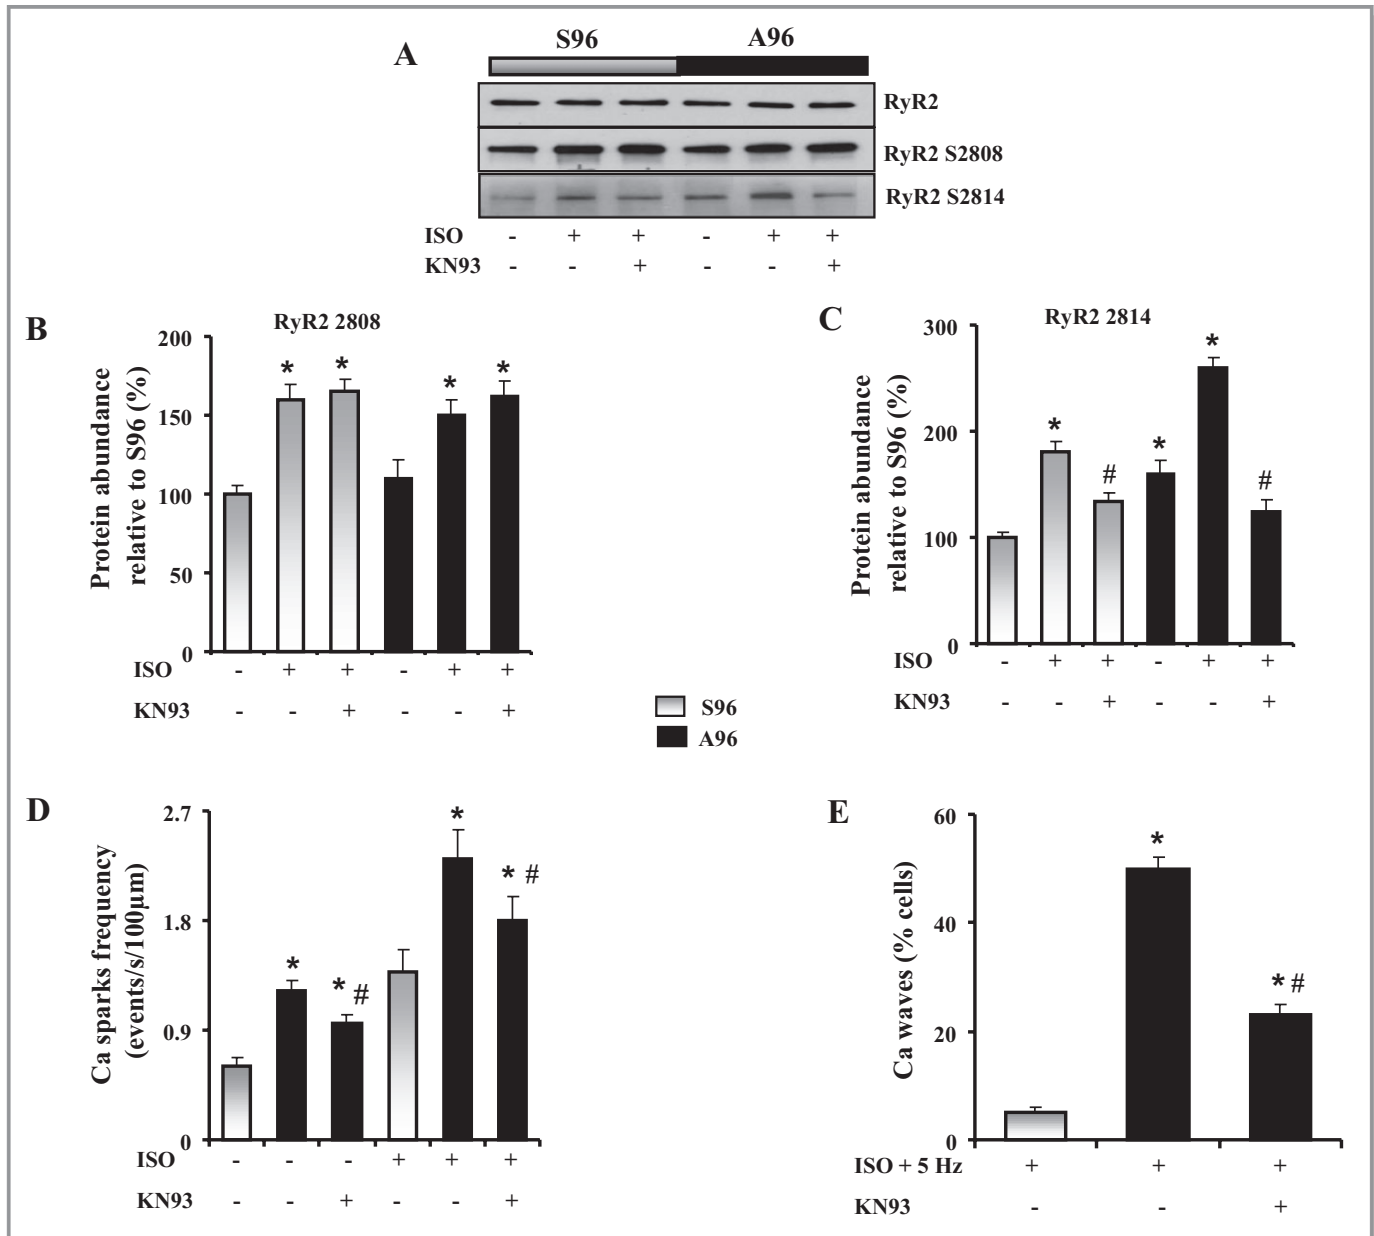 A
S96 A96
RyR2
RyR2 S2808
RyR2 S2814
ISO - + + - + +
KN93 - - + - - +
B
RyR2 2808
Protein abundance
relative to S96 (%)
200
150
100
50
0
ISO - + + - + +
KN93 - - + - - +
* * * *
C
RyR2 2814
Protein abundance
relative to S96 (%)
300
200
100
0
* # * * #
ISO - + + - + +
KN93 - - + - - +
S96
A96
D
Ca sparks frequency
(events/s/100µm)
2.7
1.8
0.9
0
* * # * * #
ISO - - - + + +
KN93 - - + - - +
E
Ca waves (% cells)
60
40
20
0
* * #
ISO + 5 Hz + + +
KN93 - - +